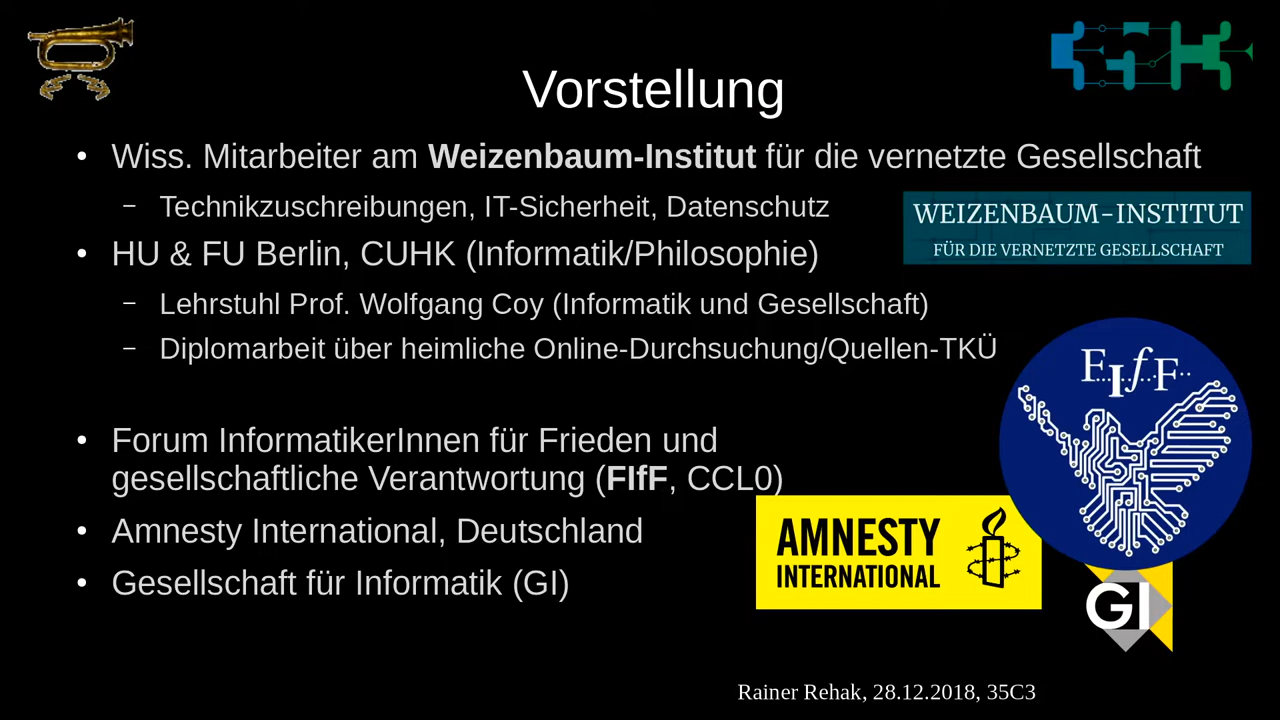 Vorstellung
• Wiss. Mitarbeiter am Weizenbaum-Institut für die vernetzte Gesellschaft
– Technikzuschreibungen, IT-Sicherheit, Datenschutz
WEIZENBAUM-INSTITUT
FÜR DIE VERNETZTE GESELLSCHAFT
• HU & FU Berlin, CUHK (Informatik/Philosophie)
– Lehrstuhl Prof. Wolfgang Coy (Informatik und Gesellschaft)
– Diplomarbeit über heimliche Online-Durchsuchung/Quellen-TKÜ
FIfF
• Forum InformatikerInnen für Frieden und
gesellschaftliche Verantwortung (FIfF, CCL0)
• Amnesty International, Deutschland
AMNESTY
INTERNATIONAL
• Gesellschaft für Informatik (GI)
GI
Rainer Rehak, 28.12.2018, 35C3